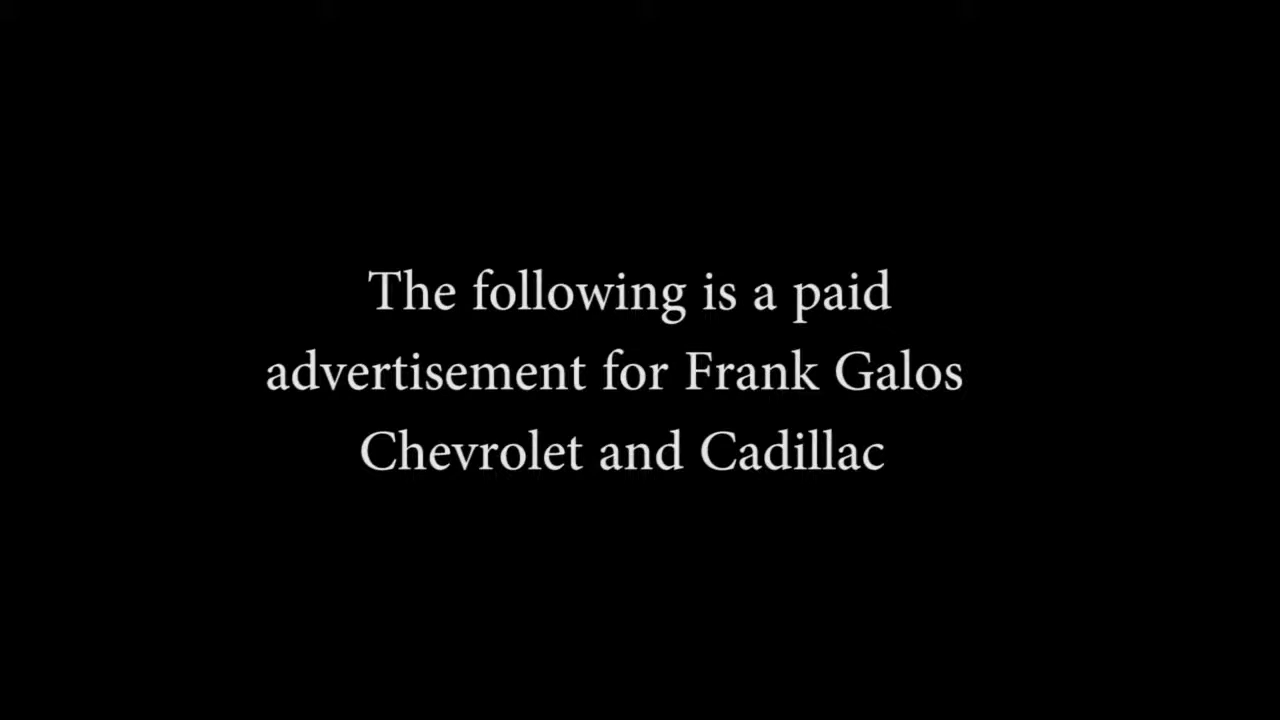 The following is a paid
advertisement for Frank Galos
Chevrolet and Cadillac